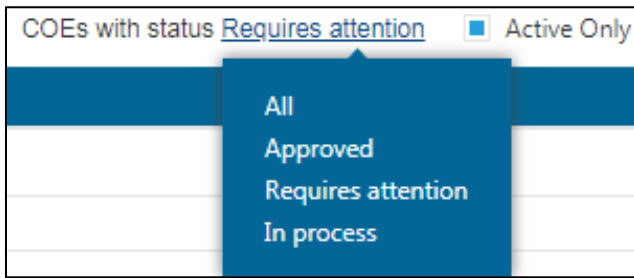 COEs with status Requires attention Active Only
All
Approved
Requires attention
In process